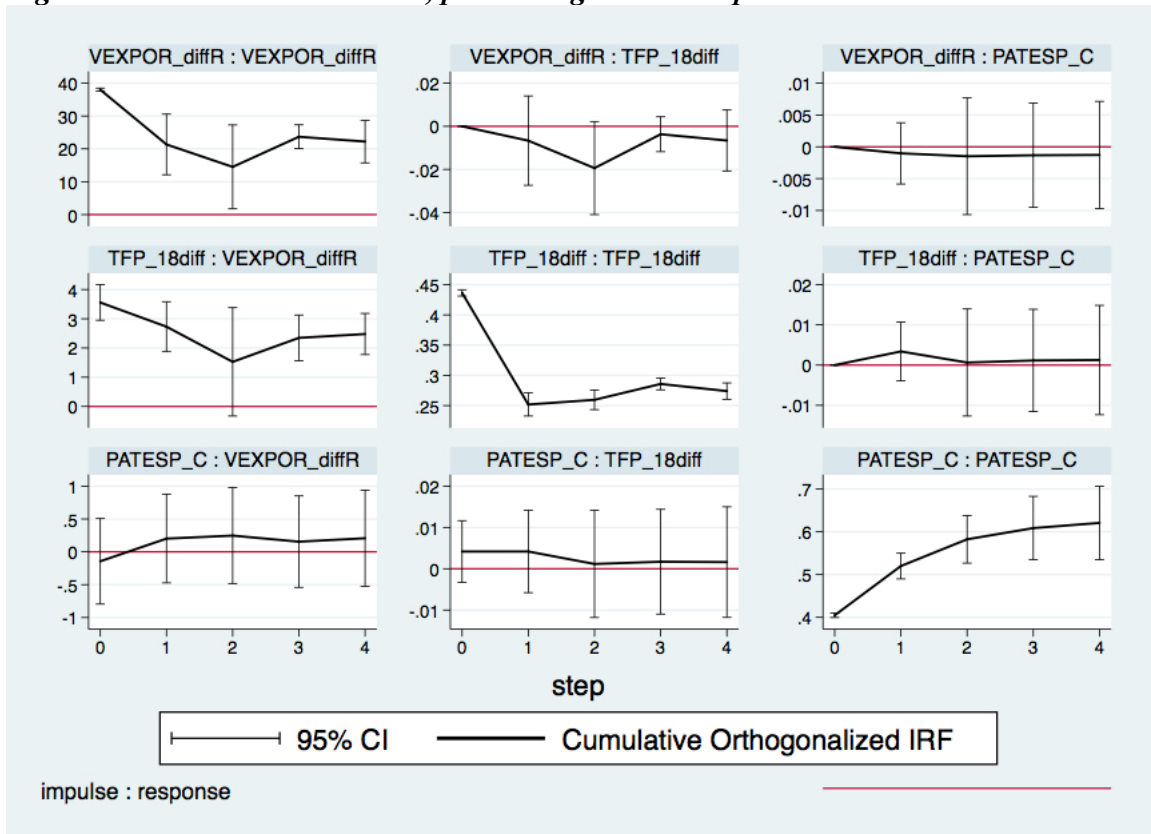 VEXPOR_diffR : VEXPOR_diffR
40
30
20
10
0
VEXPOR_diffR : TFP_18diff
.02
0
-.02
-.04
VEXPOR_diffR : PATESP_C
.01
.005
0
-.005
-.01
TFP_18diff : VEXPOR_diffR
4
3
2
1
0
TFP_18diff : TFP_18diff
.45
.4
.35
.3
.25
TFP_18diff : PATESP_C
.02
.01
0
-.01
PATESP_C : VEXPOR_diffR
1
.5
0
-.5
-1
0 1 2 3 4
PATESP_C : TFP_18diff
.02
.01
0
-.01
0 1 2 3 4
PATESP_C : PATESP_C
.7
.6
.5
.4
0 1 2 3 4
step
95% CI Cumulative Orthogonalized IRF
impulse : response